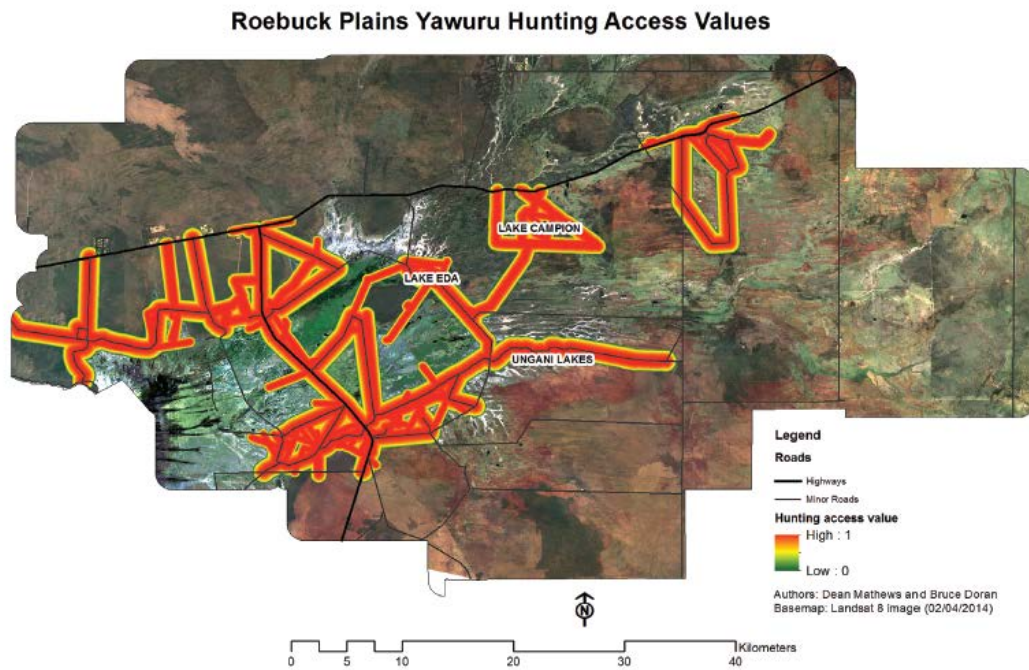 Roebuck Plains Yawuru Hunting Access Values
LAKE CAMPION
LAKE EDA
UNGANI LAKES
Legend
Roads
Highways
Minor Roads
Hunting access value
High : 1
Low : 0
Authors: Dean Mathews and Bruce Doran
Basemap: Landsat 8 Image (02/04/2014)
N
Kilometers
0 5 10 20 30 40